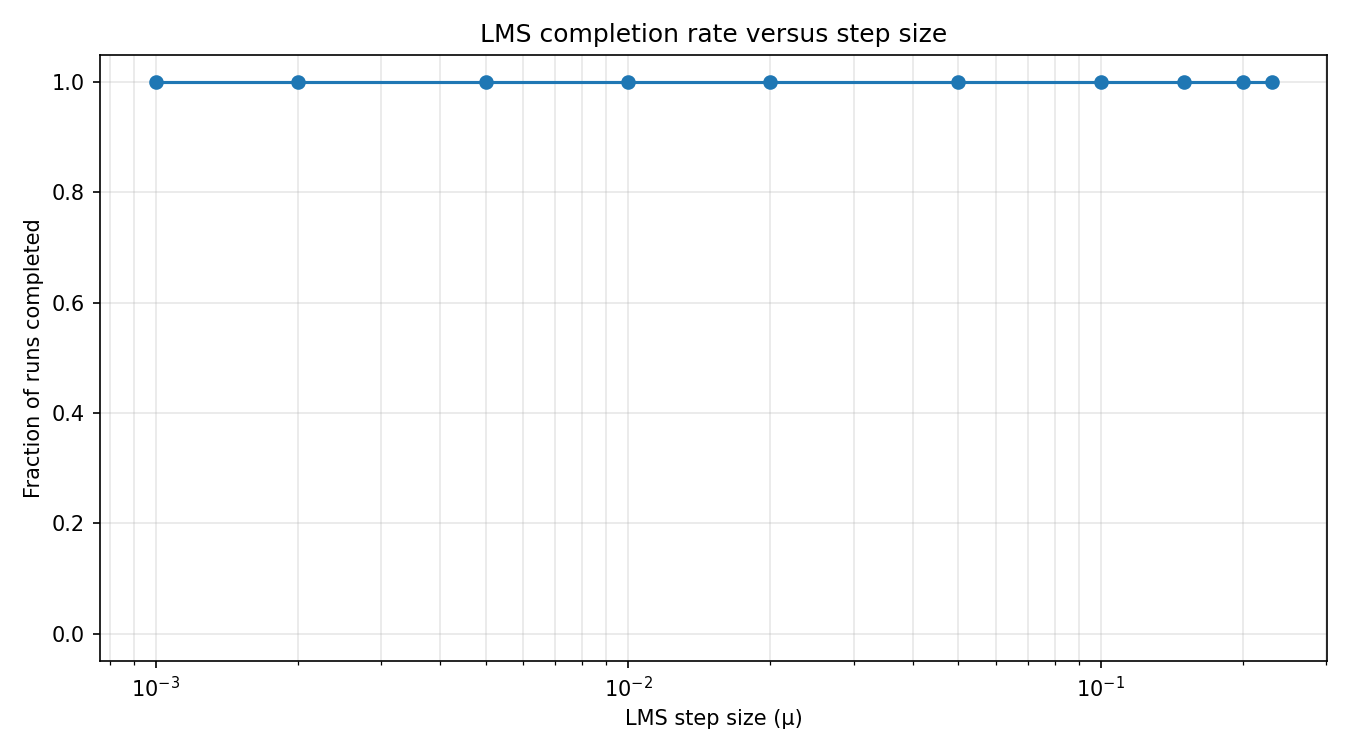 LMS completion rate versus step size
Fraction of runs completed
1.0
0.8
0.6
0.4
0.2
0.0
10⁻³ 10⁻² 10⁻¹
LMS step size (μ)